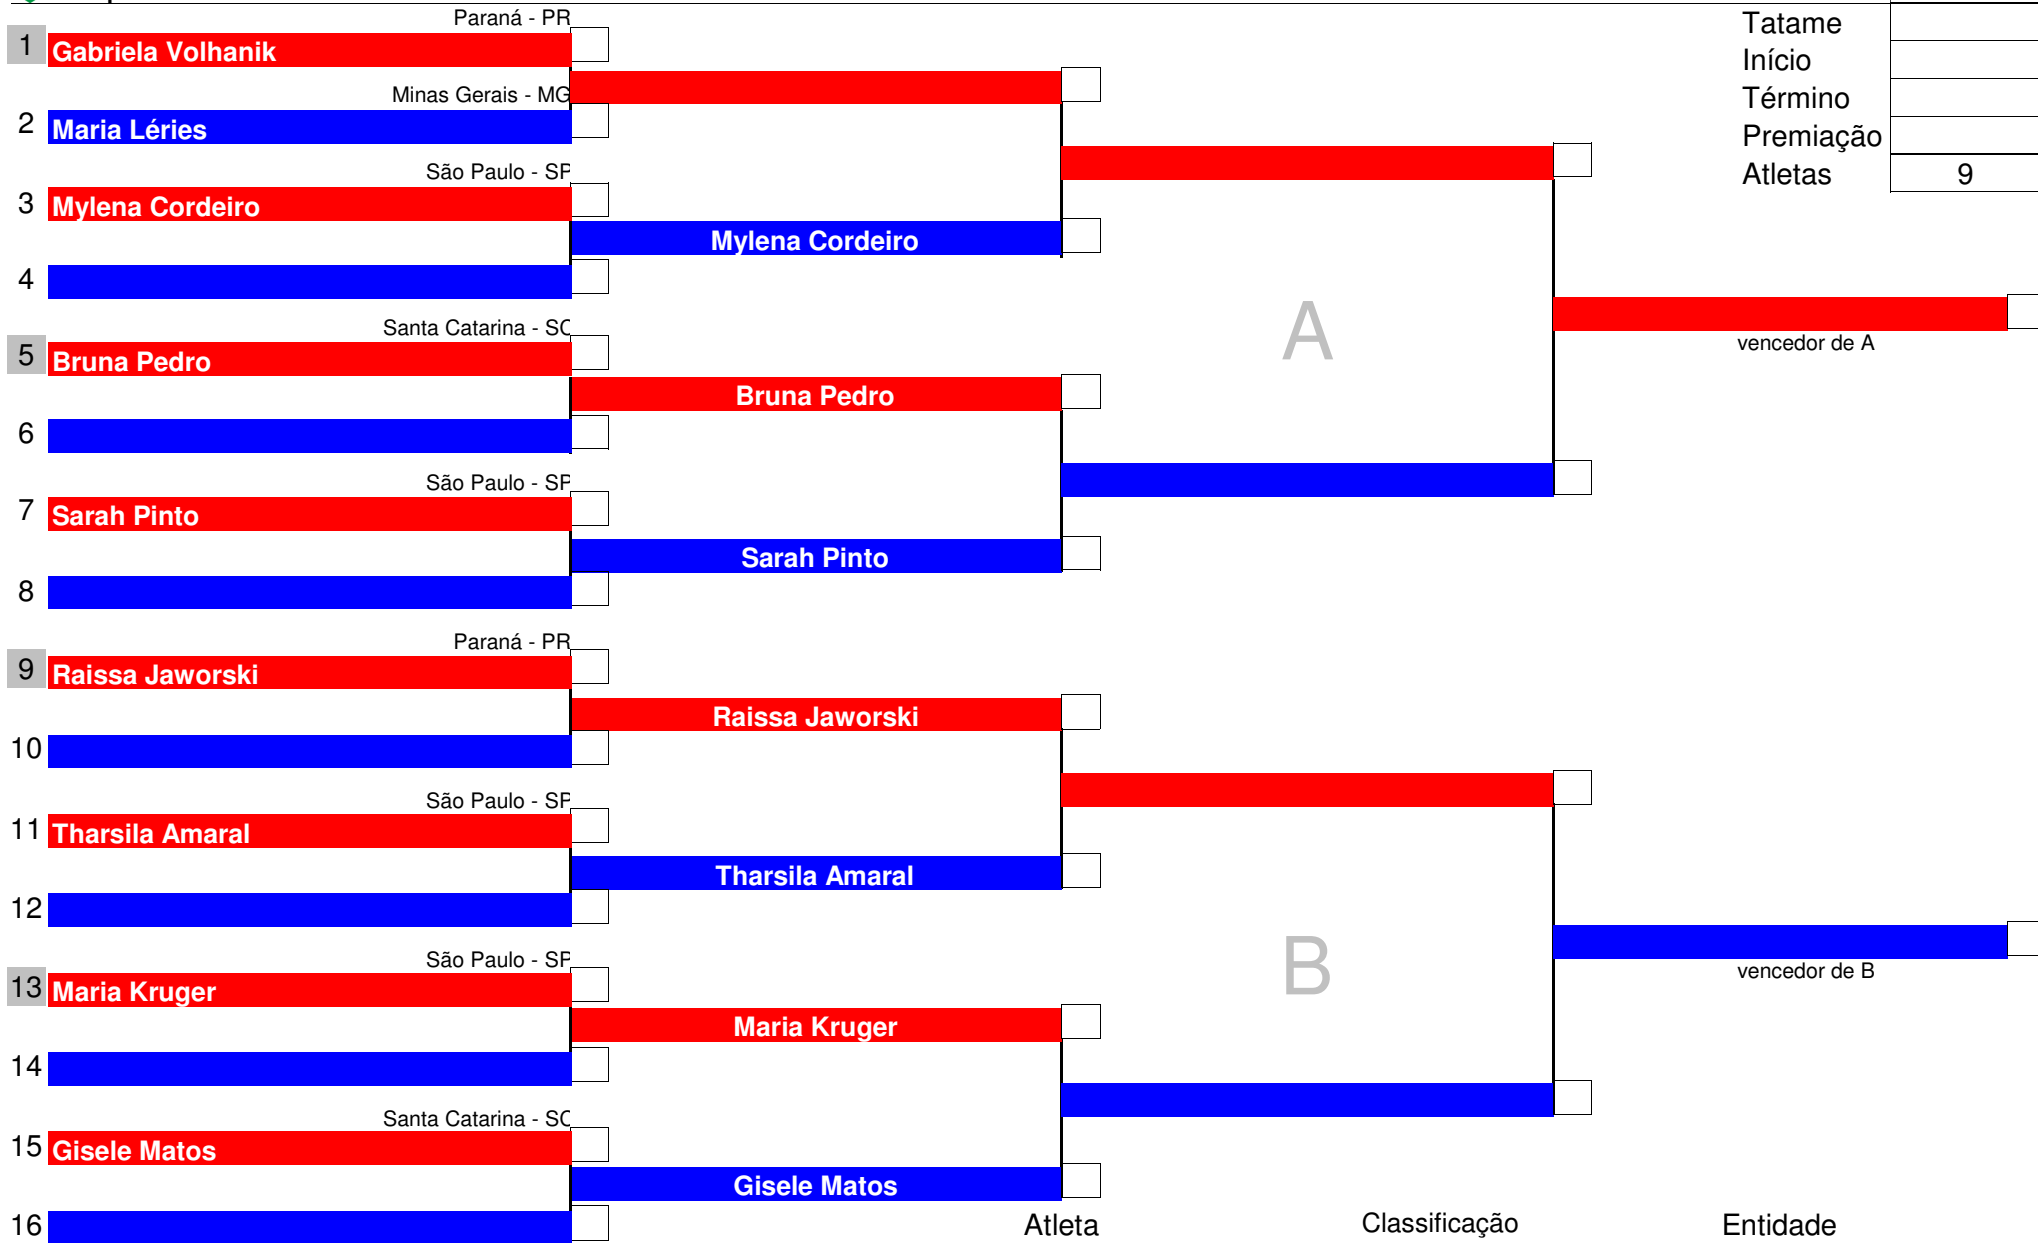 Paraná - PR
Tatame
1 Gabriela Volhanik
Início
Minas Gerais - MG
Término
2 Maria Léries
Premiação
São Paulo - SP
Atletas 9
3 Mylena Cordeiro
Mylena Cordeiro
4
Santa Catarina - SC
A
vencedor de A
5 Bruna Pedro
Bruna Pedro
6
São Paulo - SP
7 Sarah Pinto
Sarah Pinto
8
Paraná - PR
9 Raissa Jaworski
Raissa Jaworski
10
São Paulo - SP
11 Tharsila Amaral
Tharsila Amaral
12
São Paulo - SP
B
vencedor de B
13 Maria Kruger
Maria Kruger
14
Santa Catarina - SC
15 Gisele Matos
Gisele Matos
16
Atleta Classificação Entidade